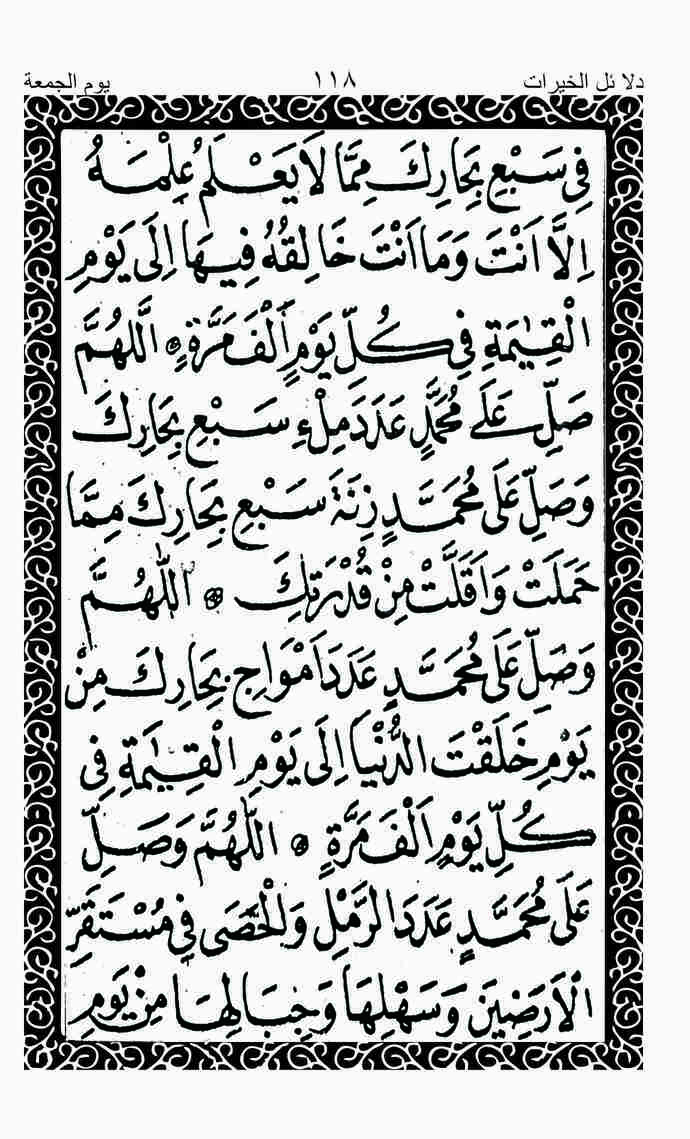 دلا ئل الخيرات ١١٨ يوم الجمعة
فِي سَبْعِ بِحَارِكَ مِمَّا لَا يَعْلَمُ عِلْمَهُ
اِلَّا اَنْتَ وَمَا اَنْتَ خَالِقُهُ فِيهَا اِلَى يَوْمِ
الْقِيٰمَةِ فِي كُلِّ يَوْمٍ اَلْفَ مَرَّةٍ ۞ اَللّٰهُمَّ
صَلِّ عَلَى مُحَمَّدٍ عَدَدَ مِلْءِ سَبْعِ بِحَارِكَ
وَصَلِّ عَلَى مُحَمَّدٍ زِنَةَ سَبْعِ بِحَارِكَ مِمَّا
حَمَلَتْ وَاَقَلَّتْ مِنْ قُدْرَتِكَ ۞ اَللّٰهُمَّ
وَصَلِّ عَلَى مُحَمَّدٍ عَدَدَ اَمْوَاجِ بِحَارِكَ مِنْ
يَوْمِ خَلَقْتَ الدُّنْيَا اِلَى يَوْمِ الْقِيٰمَةِ فِي
كُلِّ يَوْمٍ اَلْفَ مَرَّةٍ ۞ اَللّٰهُمَّ وَصَلِّ
عَلَى مُحَمَّدٍ عَدَدَ الرَّمْلِ وَالْحَصَى فِي مُسْتَقَرِّ
الْاَرَضِينَ وَسَهْلِهَا وَجِبَالِهَا مِنْ يَوْمِ